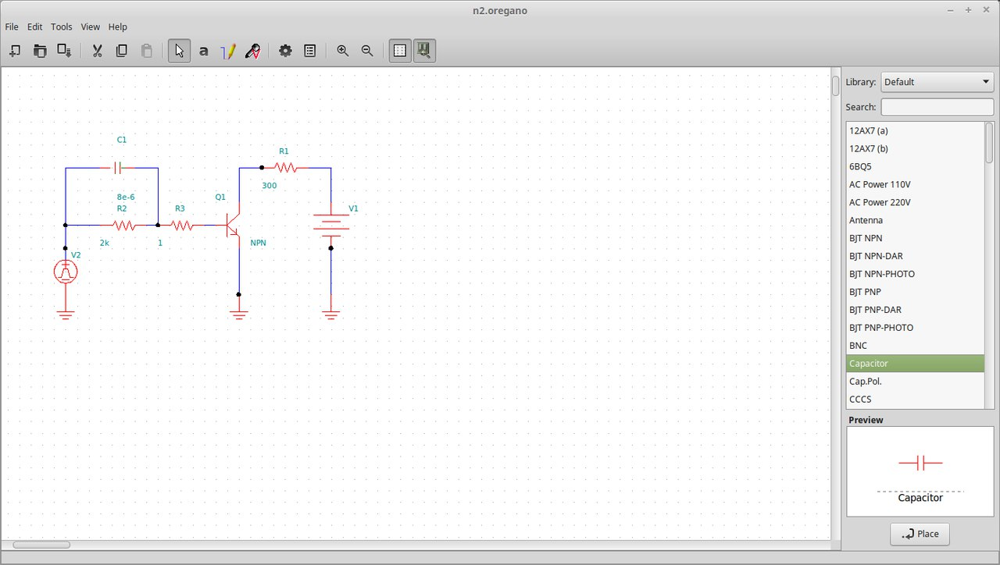 n2.oregano
File Edit Tools View Help
a
Library: Default
Search:
12AX7 (a)
12AX7 (b)
6BQ5
AC Power 110V
AC Power 220V
Antenna
BJT NPN
BJT NPN-DAR
BJT NPN-PHOTO
BJT PNP
BJT PNP-DAR
BJT PNP-PHOTO
BNC
Capacitor
Cap.Pol.
CCCS
Preview
Capacitor
Place
C1
R1
300
8e-6
Q1
R2
R3
V1
2k
1
NPN
V2